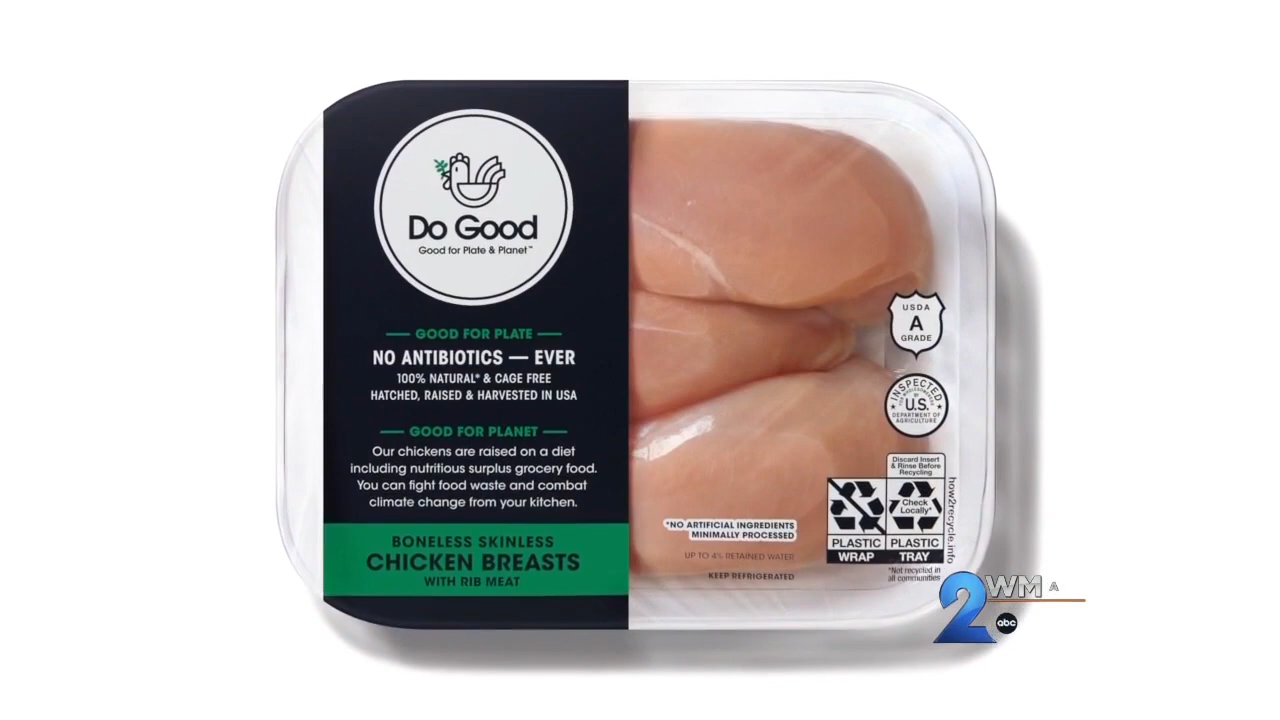 Do Good
Good for Plate & Planet™
GOOD FOR PLATE
NO ANTIBIOTICS — EVER
100% NATURAL* & CAGE FREE
HATCHED, RAISED & HARVESTED IN USA
GOOD FOR PLANET
Our chickens are raised on a diet
including nutritious surplus grocery food.
You can fight food waste and combat
climate change from your kitchen.
BONELESS SKINLESS
CHICKEN BREASTS
WITH RIB MEAT
USDA
A
GRADE
INSPECTED
FOR WHOLESOMENESS
BY
U.S.
DEPARTMENT OF
AGRICULTURE
Discard Insert
& Rinse Before
Recycling
Check
Locally*
PLASTIC
WRAP
PLASTIC
TRAY
how2recycle.info
*Not recycled in
all communities
*NO ARTIFICIAL INGREDIENTS
MINIMALLY PROCESSED
UP TO 4% RETAINED WATER
KEEP REFRIGERATED
2 WMA
abc